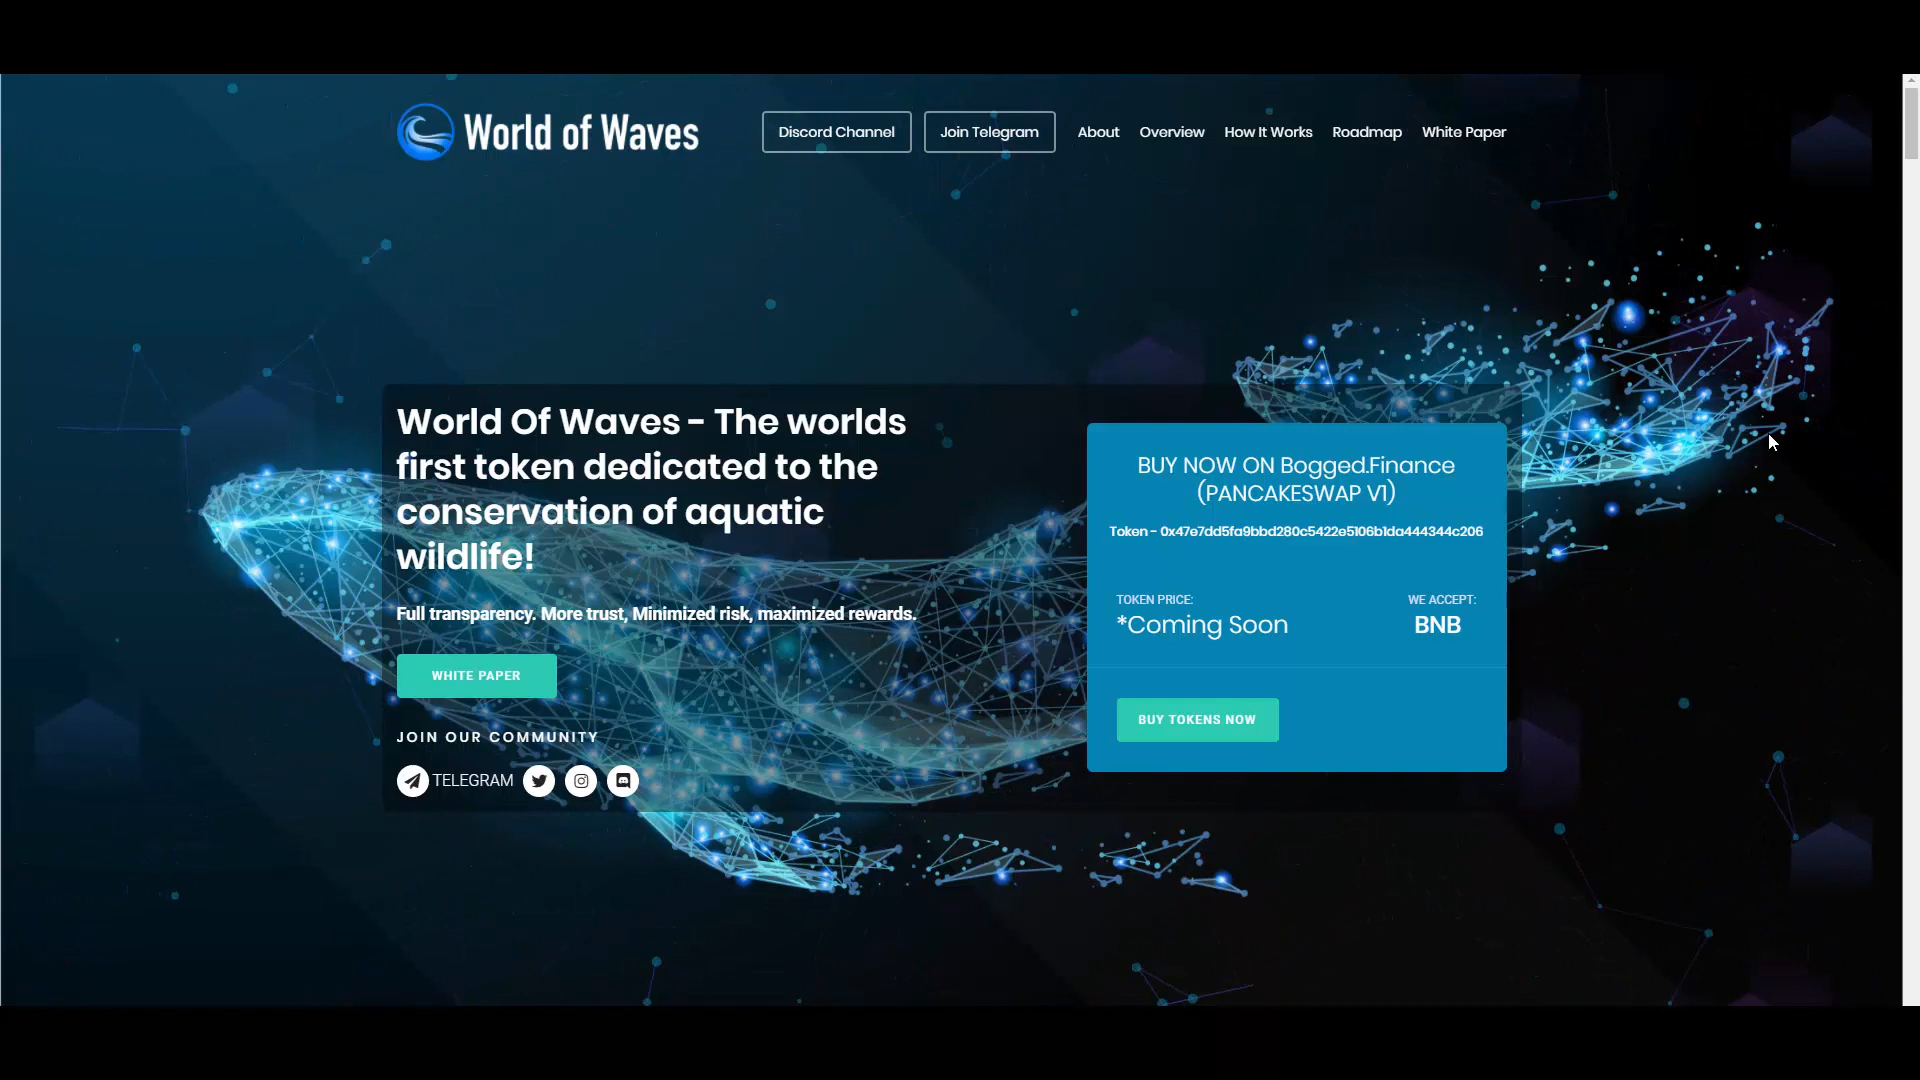 World of Waves
Discord Channel
Join Telegram
About
Overview
How It Works
Roadmap
White Paper
World Of Waves - The worlds
first token dedicated to the
conservation of aquatic
wildlife!
Full transparency. More trust, Minimized risk, maximized rewards.
WHITE PAPER
JOIN OUR COMMUNITY
TELEGRAM
BUY NOW ON Bogged.Finance
(PANCAKESWAP V1)
Token - 0x47e7dd5fa9bbd280c5422e5106b1da444344c206
TOKEN PRICE:
*Coming Soon
WE ACCEPT:
BNB
BUY TOKENS NOW